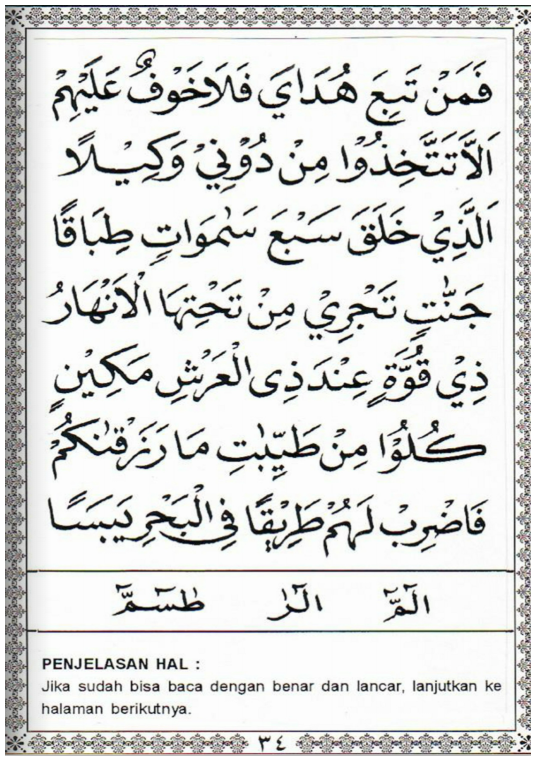 فَمَنْ تَبِعَ هُدَايَ فَلَاخَوْفٌ عَلَيْهِمْ
اَلَّاتَتَّخِذُوْا مِنْ دُوْنِيْ وَكِيْلًا
اَلَّذِيْ خَلَقَ سَبْعَ سَمٰوَاتٍ طِبَاقًا
جَنّٰتٍ تَجْرِيْ مِنْ تَحْتِهَا الْاَنْهَارُ
ذِيْ قُوَّةٍ عِنْدَ ذِى الْعَرْشِ مَكِيْنٍ
كُلُوْا مِنْ طَيِّبٰتِ مَا رَزَقْنٰكُمْ
فَاضْرِبْ لَهُمْ طَرِيْقًا فِى الْبَحْرِ يَبَسًا
الٓمّٓ الٓرٰ طٰسٓمّٓ
PENJELASAN HAL :
Jika sudah bisa baca dengan benar dan lancar, lanjutkan ke
halaman berikutnya.
٣٤